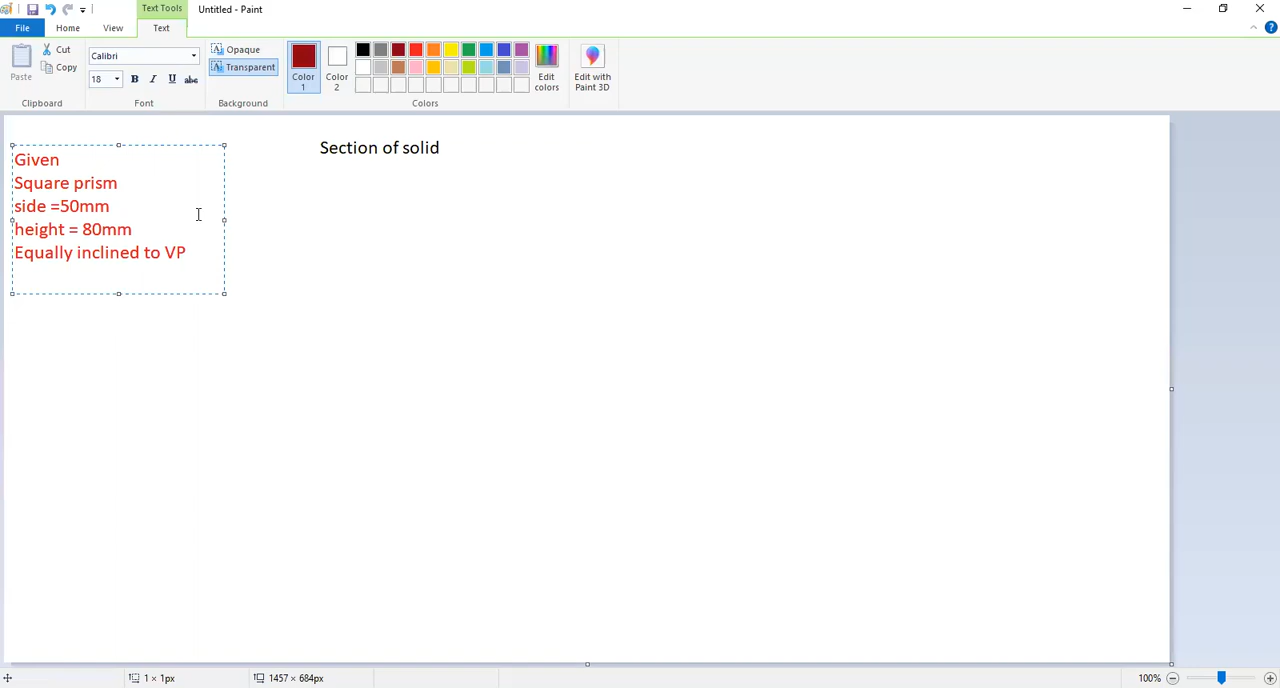 Text Tools
Untitled - Paint
File
Home
View
Text
Paste
Cut
Copy
Clipboard
Calibri
18
B I U abc
Font
Opaque
Transparent
Background
Color 1
Color 2
Edit colors
Colors
Edit with Paint 3D
Section of solid
Given
Square prism
side =50mm
height = 80mm
Equally inclined to VP
1 × 1px
1457 × 684px
100%